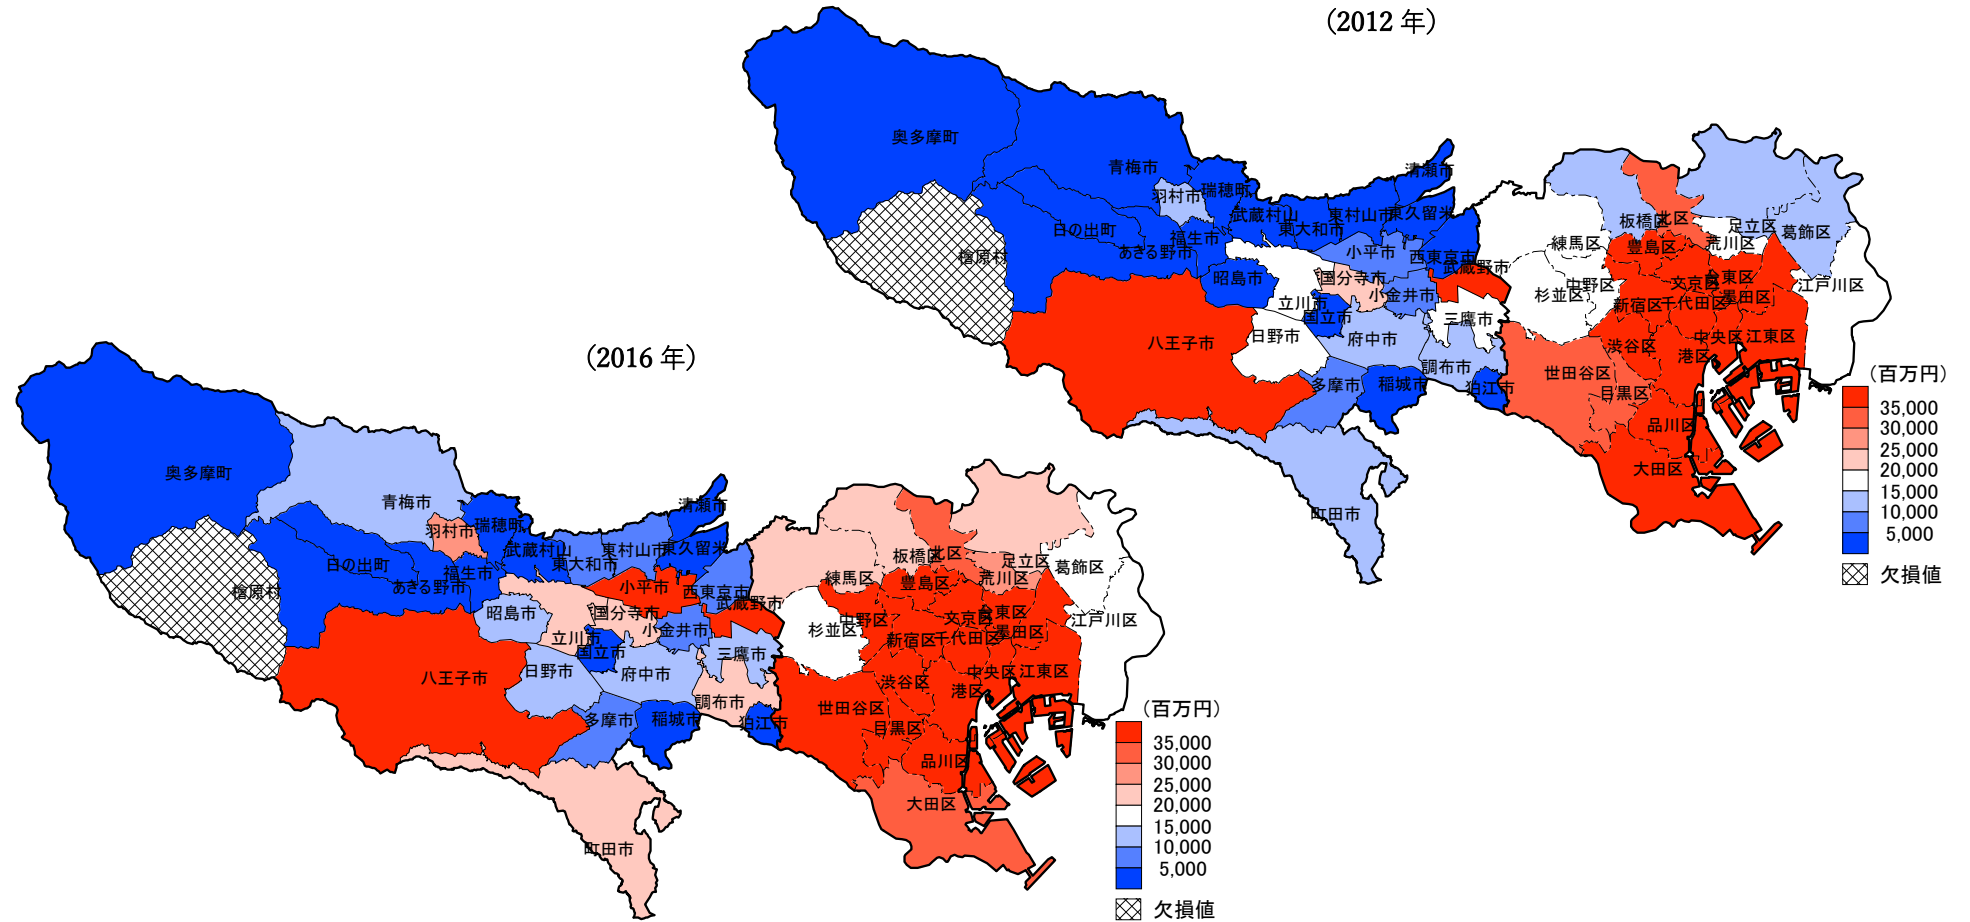 (2012 年)
奥多摩町
青梅市
清瀬市
羽村市
瑞穂町
武蔵村山
東村山市
東久留米
日の出町
福生市
東大和市
あきる野市
檜原村
小平市
西東京市
武蔵野市
昭島市
国分寺市
小金井市
立川市
国立市
三鷹市
八王子市
日野市
府中市
調布市
多摩市
稲城市
狛江市
町田市
板橋区
北区
足立区
葛飾区
練馬区
豊島区
荒川区
中野区
杉並区
文京区
台東区
墨田区
江戸川区
新宿区
千代田区
渋谷区
中央区
江東区
港区
世田谷区
目黒区
品川区
大田区
(百万円)
35,000
30,000
25,000
20,000
15,000
10,000
5,000
欠損値
(2016 年)
奥多摩町
青梅市
清瀬市
羽村市
瑞穂町
武蔵村山
東村山市
東久留米
日の出町
福生市
東大和市
あきる野市
檜原村
小平市
西東京市
武蔵野市
昭島市
国分寺市
小金井市
立川市
国立市
三鷹市
八王子市
日野市
府中市
調布市
多摩市
稲城市
狛江市
町田市
板橋区
北区
足立区
葛飾区
練馬区
豊島区
荒川区
中野区
杉並区
文京区
台東区
墨田区
江戸川区
新宿区
千代田区
渋谷区
中央区
江東区
港区
世田谷区
目黒区
品川区
大田区
(百万円)
35,000
30,000
25,000
20,000
15,000
10,000
5,000
欠損値